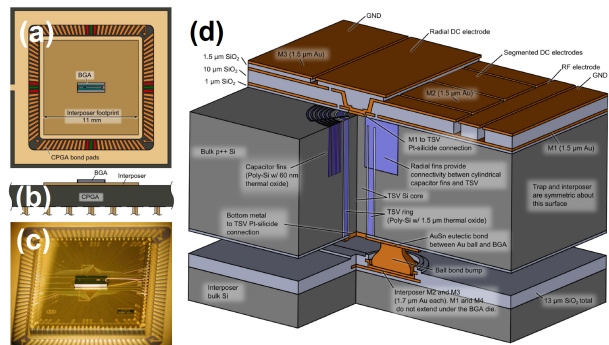 (a)
BGA
Interposer footprint
11 mm
CPGA bond pads
(b)
BGA
Interposer
CPGA
(c)
(d)
GND
Radial DC electrode
M3 (1.5 µm Au)
Segmented DC electrodes
RF electrode
GND
1.5 µm SiO₂
10 µm SiO₂
1 µm SiO₂
M2 (1.5 µm Au)
M1 (1.5 µm Au)
M1 to TSV
Pt-silicide connection
Bulk p++ Si
Capacitor fins
(Poly-Si w/ 60 nm
thermal oxide)
Radial fins provide
connectivity between cylindrical
capacitor fins and TSV
TSV Si core
Trap and interposer
are symmetric about
this surface
TSV ring
(Poly-Si w/ 1.5 µm thermal oxide)
Bottom metal
to TSV Pt-silicide
connection
AuSn eutectic bond
between Au ball and BGA
Ball bond bump
Interposer
bulk Si
Interposer M2 and M3
(1.7 µm Au each). M1 and M4
do not extend under the BGA die.
13 µm SiO₂ total